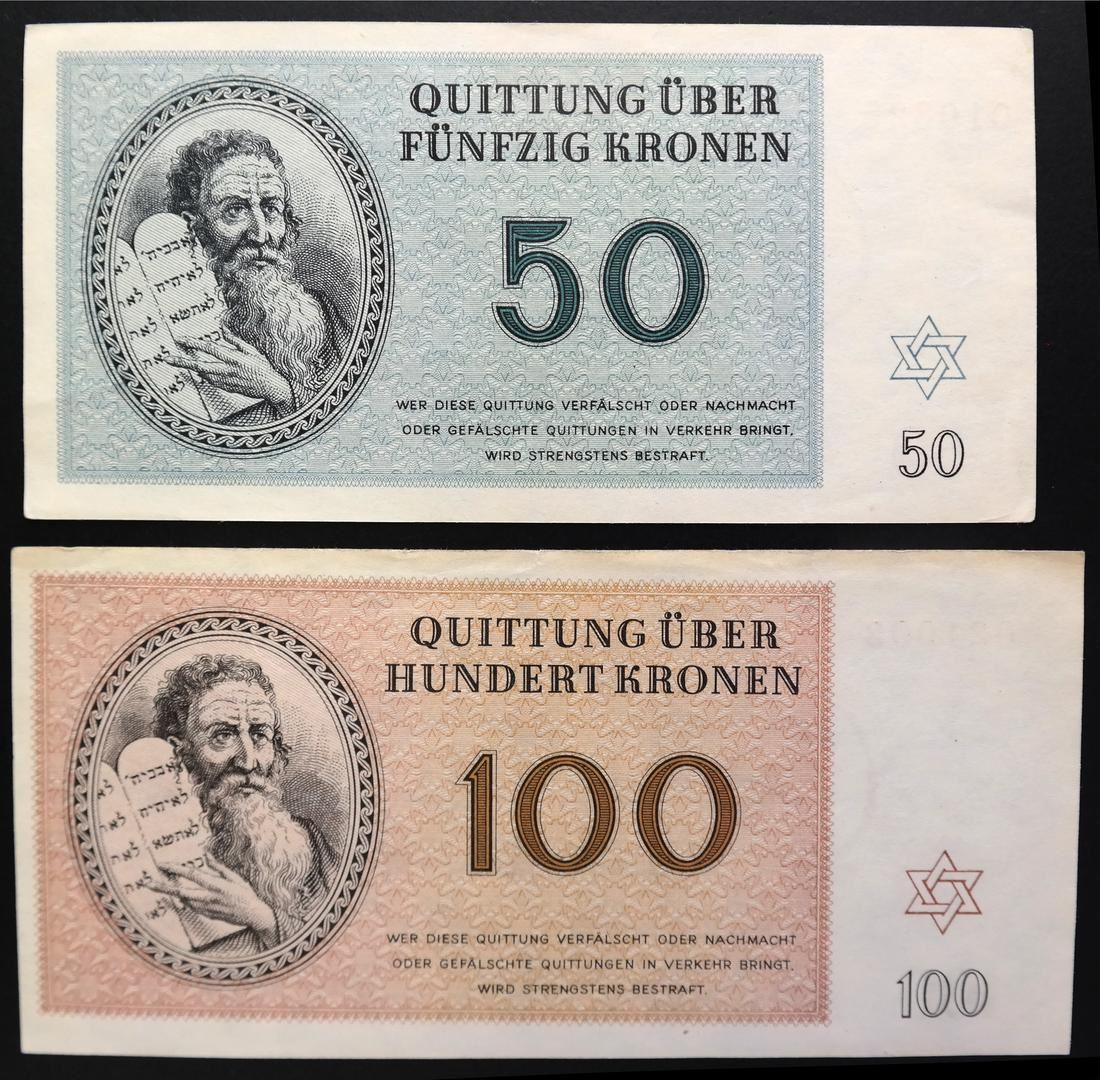 QUITTUNG ÜBER
FÜNFZIG KRONEN
50
WER DIESE QUITTUNG VERFÄLSCHT ODER NACHMACHT
ODER GEFÄLSCHTE QUITTUNGEN IN VERKEHR BRINGT,
WIRD STRENGSTENS BESTRAFT.
50
QUITTUNG ÜBER
HUNDERT KRONEN
100
WER DIESE QUITTUNG VERFÄLSCHT ODER NACHMACHT
ODER GEFÄLSCHTE QUITTUNGEN IN VERKEHR BRINGT,
WIRD STRENGSTENS BESTRAFT.
100